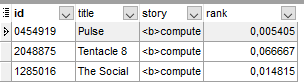 id title story rank
0454919 Pulse <b>compute 0,005405
2048875 Tentacle 8 <b>compute 0,066667
1285016 The Social <b>compute 0,014815